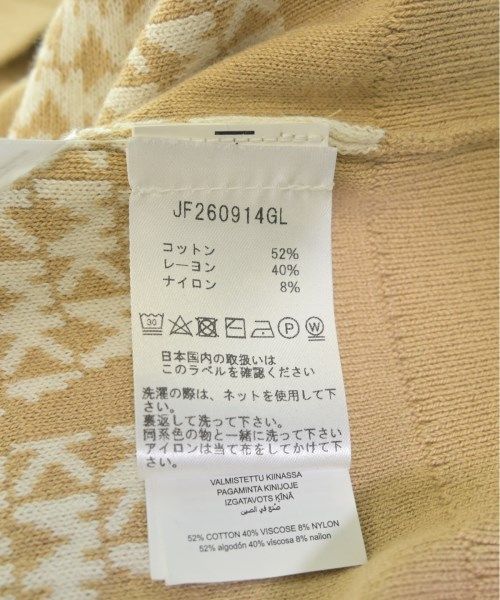 JF260914GL
コットン 52%
レーヨン 40%
ナイロン 8%
30 P W
日本国内の取扱いは
このラベルを確認ください
洗濯の際は、ネットを使用して下
さい。
裏返して洗って下さい。
同系色の物と一緒に洗って下さい
アイロンは当て布をしてかけて下
さい。
VALMISTETTU KIINASSA
PAGAMINTA KINIJOJE
IZGATAVOTS ĶĪNĀ
صنع في الصين
52% COTTON 40% VISCOSE 8% NYLON
52% algodón 40% viscosa 8% nailon